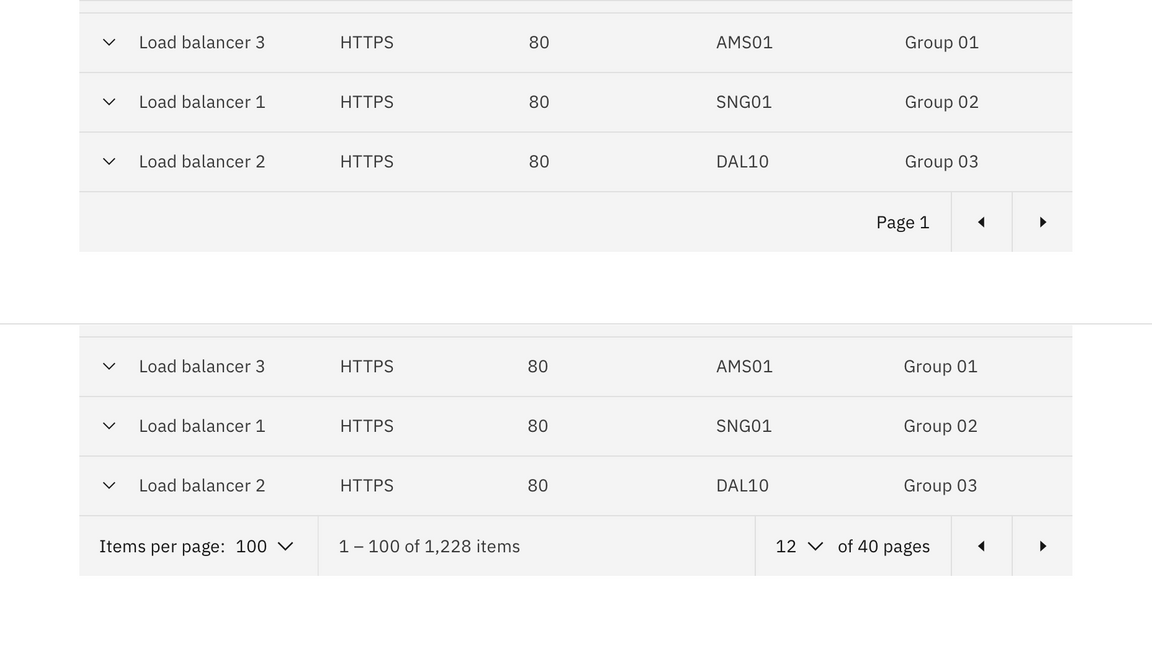 Load balancer 3 HTTPS 80 AMS01 Group 01
Load balancer 1 HTTPS 80 SNG01 Group 02
Load balancer 2 HTTPS 80 DAL10 Group 03
Page 1
Load balancer 3 HTTPS 80 AMS01 Group 01
Load balancer 1 HTTPS 80 SNG01 Group 02
Load balancer 2 HTTPS 80 DAL10 Group 03
Items per page: 100 1 – 100 of 1,228 items 12 of 40 pages